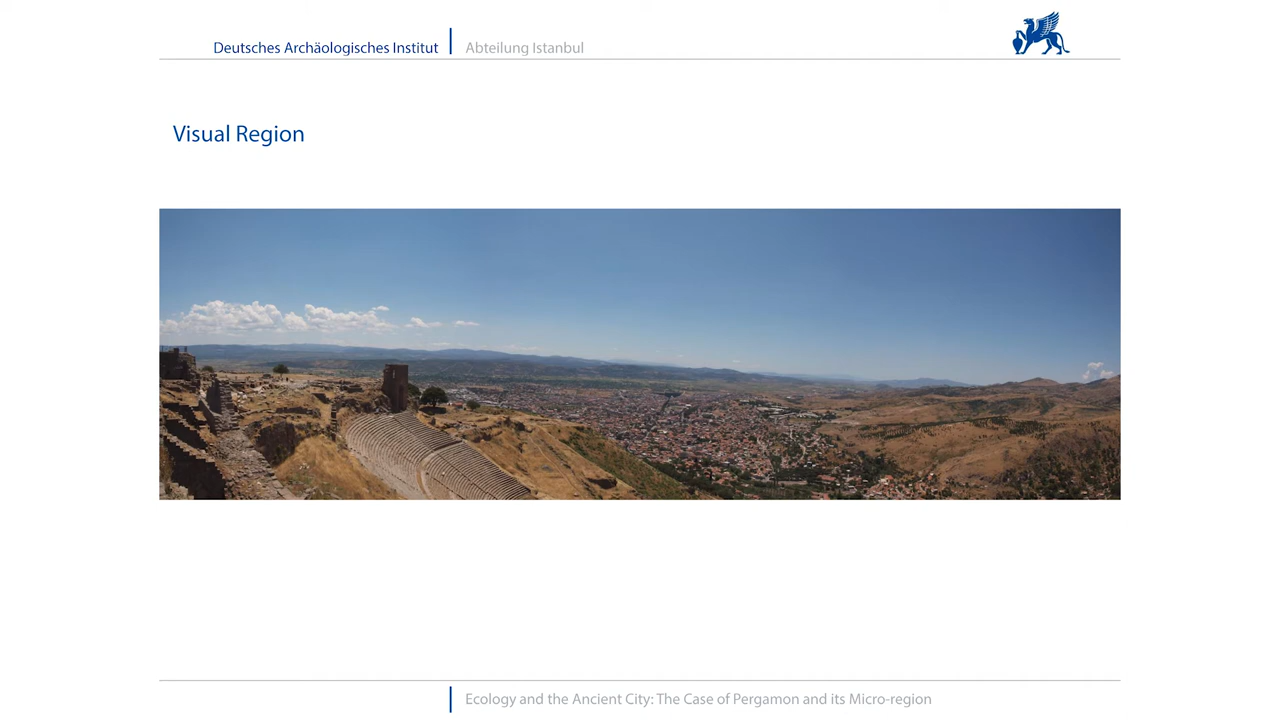 Deutsches Archäologisches Institut
Abteilung Istanbul
Visual Region
Ecology and the Ancient City: The Case of Pergamon and its Micro-region